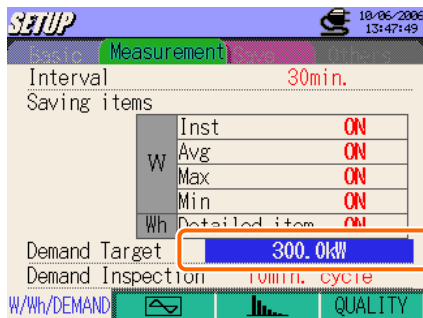 SETUP 10/06/2006
13:47:49
Basic Measurement Save Others
Interval 30min.
Saving items
W Inst ON
Avg ON
Max ON
Min ON
Wh Detailed item ON
Demand Target 300.0kW
Demand Inspection 10min. cycle
W/Wh/DEMAND QUALITY